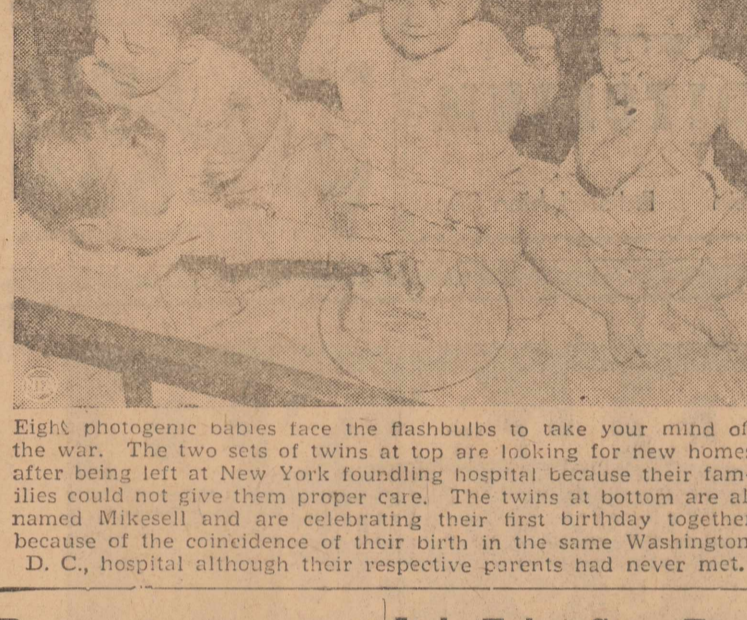 Eight photogenic babies face the flashbulbs to take your mind of
the war. The two sets of twins at top are looking for new homes
after being left at New York foundling hospital because their fam-
ilies could not give them proper care. The twins at bottom are al
named Mikesell and are celebrating their first birthday together
because of the coincidence of their birth in the same Washington
D. C., hospital although their respective parents had never met.